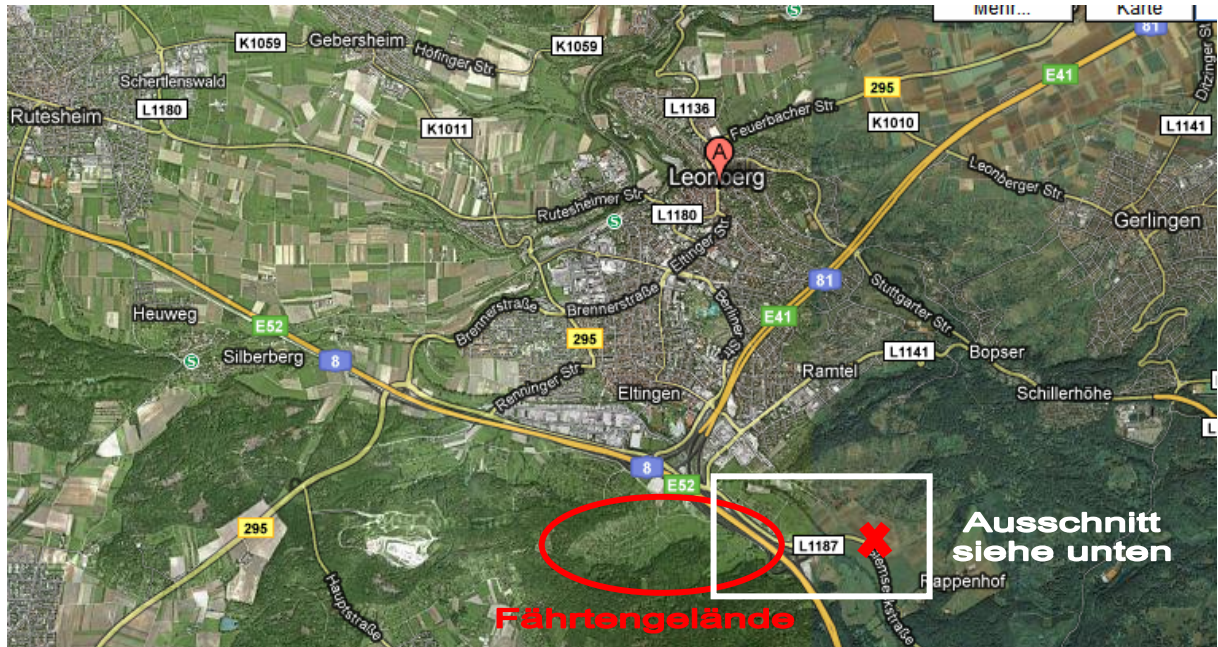 Mehr...
Karte
81
K1059
Gebersheim
Höfinger Str.
K1059
E41
Ditzinger St
Schertlenswald
L1180
L1136
295
Rutesheim
K1011
Feuerbacher Str.
K1010
L1141
A
Leonberg
Leonberger Str.
Rutesheimer Str.
L1180
Gerlingen
S
Eltinger Str.
81
Stuttgarter Str.
Heuweg
E52
Brennerstraße
Brennerstraße
Berliner Str.
E41
S
Silberberg
8
295
L1141
Bopser
Renninger Str.
Eltingen
Ramtel
Schillerhöhe
L
8
E52
295
Ausschnitt
siehe unten
L1187
Rappenhof
Hauptstraße
Fährtengelände